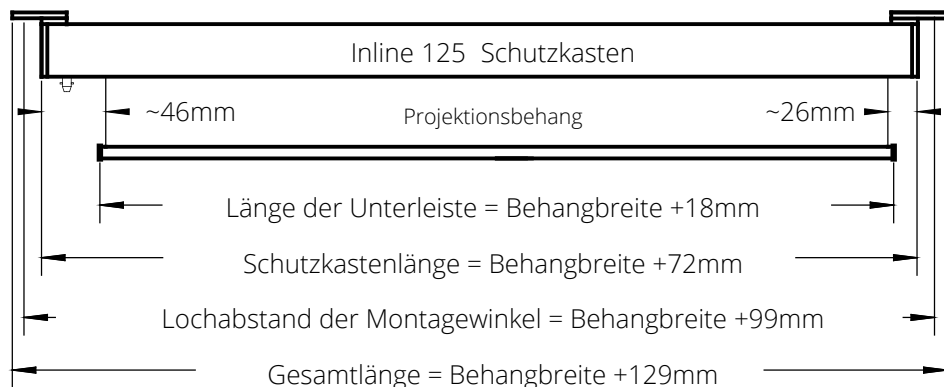 Inline 125 Schutzkasten
~46mm Projektionsbehang ~26mm
Länge der Unterleiste = Behangbreite +18mm
Schutzkastenlänge = Behangbreite +72mm
Lochabstand der Montagewinkel = Behangbreite +99mm
Gesamtlänge = Behangbreite +129mm